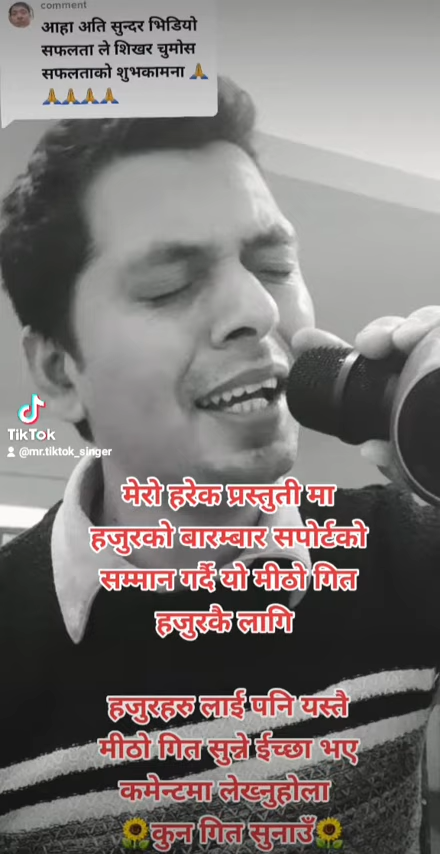 comment
आहा अति सुन्दर भिडियो
सफलता ले शिखर चुमोस
सफलताको शुभकामना 🙏
🙏🙏🙏🙏
TikTok
@mr.tiktok_singer
मेरो हरेक प्रस्तुती मा
हजुरको बारम्बार सपोर्टको
सम्मान गर्दै यो मीठो गित
हजुरकै लागि
हजुरहरु लाई पनि यस्तै
मीठो गित सुन्ने ईच्छा भए
कमेन्टमा लेख्नुहोला
🌻कुन गित सुनाउँ🌻